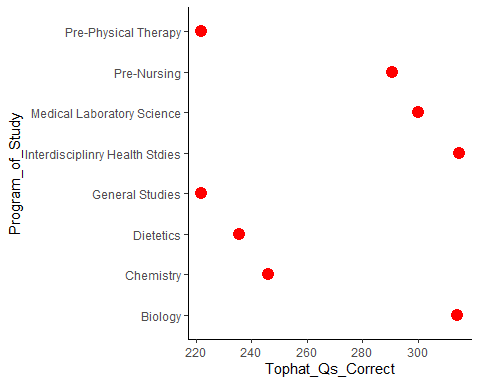 Pre-Physical Therapy
Pre-Nursing
Medical Laboratory Science
Interdisciplinry Health Stdies
General Studies
Dietetics
Chemistry
Biology
Program_of_Study
220 240 260 280 300
Tophat_Qs_Correct